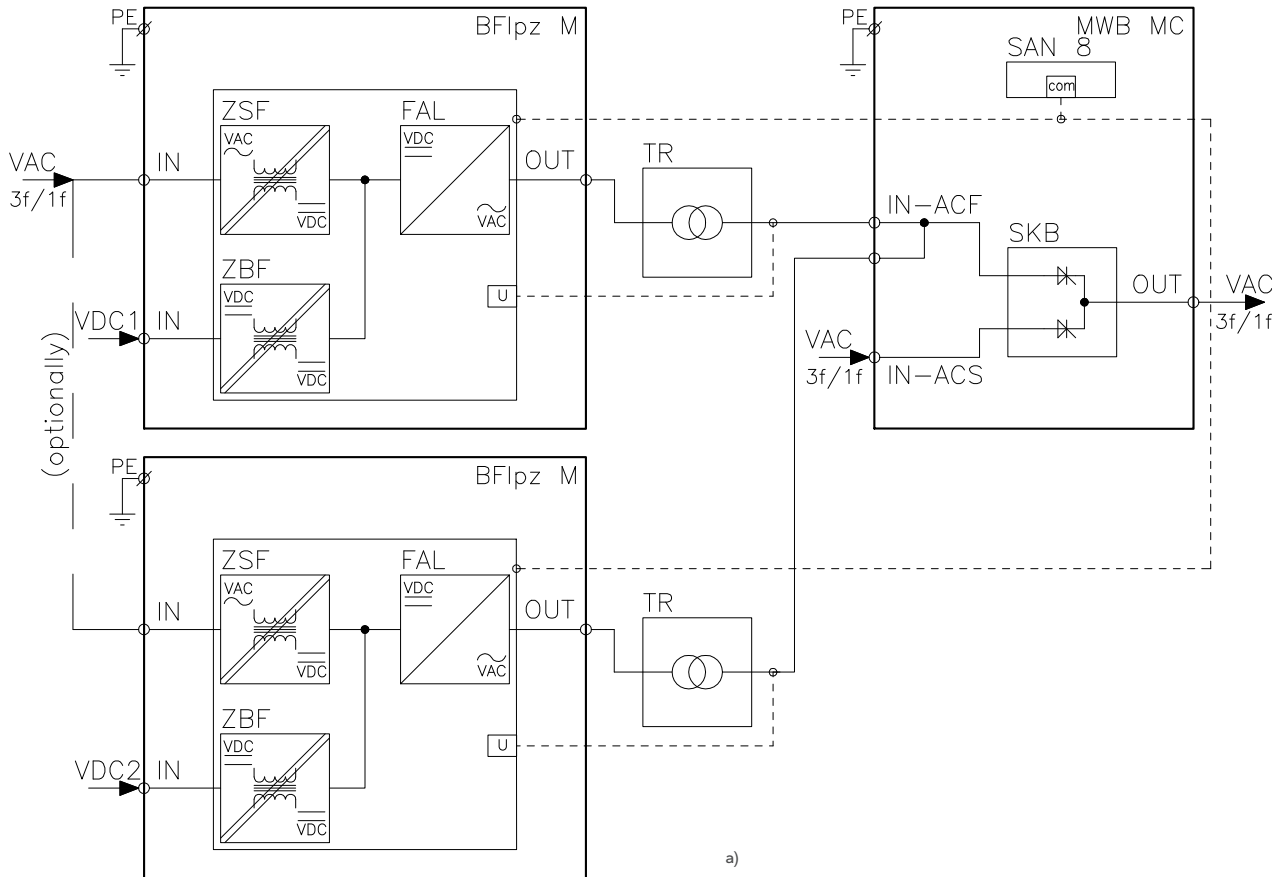 PE
BFIpz M
ZSF
VAC
VDC
FAL
VDC
VAC
VAC
3f/1f
IN
OUT
ZBF
VDC
VDC
VDC1
IN
U
(optionally)
TR
PE
MWB MC
SAN 8
com
IN-ACF
SKB
OUT
VAC
3f/1f
VAC
3f/1f
IN-ACS
PE
BFIpz M
ZSF
VAC
VDC
FAL
VDC
VAC
IN
OUT
ZBF
VDC
VDC
VDC2
IN
U
TR
a)